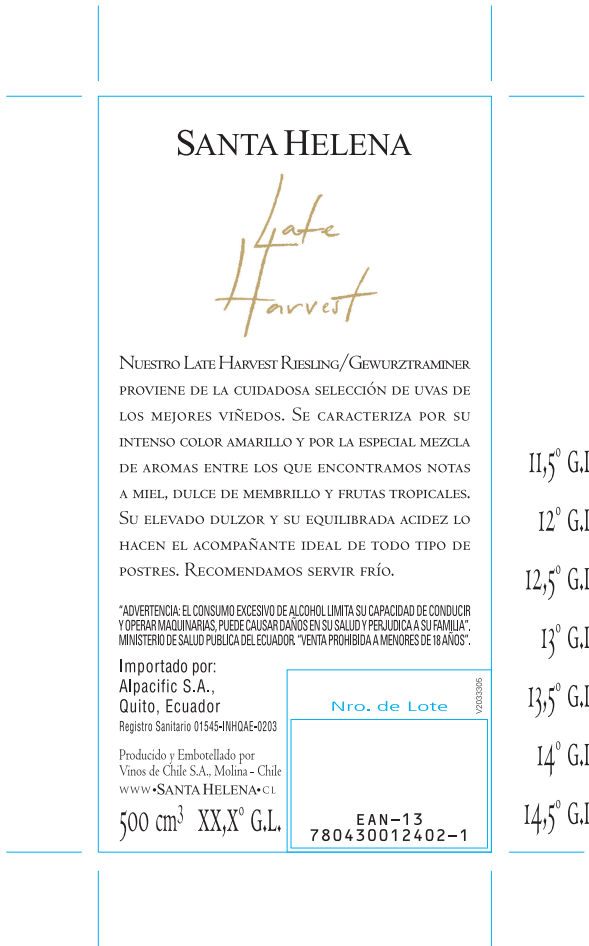 SANTA HELENA
Late
Harvest
NUESTRO LATE HARVEST RIESLING/GEWURZTRAMINER
PROVIENE DE LA CUIDADOSA SELECCIÓN DE UVAS DE
LOS MEJORES VIÑEDOS. SE CARACTERIZA POR SU
INTENSO COLOR AMARILLO Y POR LA ESPECIAL MEZCLA
DE AROMAS ENTRE LOS QUE ENCONTRAMOS NOTAS
A MIEL, DULCE DE MEMBRILLO Y FRUTAS TROPICALES.
SU ELEVADO DULZOR Y SU EQUILIBRADA ACIDEZ LO
HACEN EL ACOMPAÑANTE IDEAL DE TODO TIPO DE
POSTRES. RECOMENDAMOS SERVIR FRÍO.
"ADVERTENCIA: EL CONSUMO EXCESIVO DE ALCOHOL LIMITA SU CAPACIDAD DE CONDUCIR
Y OPERAR MAQUINARIAS, PUEDE CAUSAR DAÑOS EN SU SALUD Y PERJUDICA A SU FAMILIA".
MINISTERIO DE SALUD PUBLICA DEL ECUADOR. "VENTA PROHIBIDA A MENORES DE 18 AÑOS".
Importado por:
Alpacific S.A.,
Quito, Ecuador
Registro Sanitario 01545-INHQAE-0203
Producido y Embotellado por
Vinos de Chile S.A., Molina - Chile
WWW•SANTA HELENA•CL
500 cm³ XX,X° G.L.
Nro. de Lote
V2033305
EAN-13
780430012402-1
11,5° G.I
12° G.I
12,5° G.I
13° G.I
13,5° G.I
14° G.I
14,5° G.I